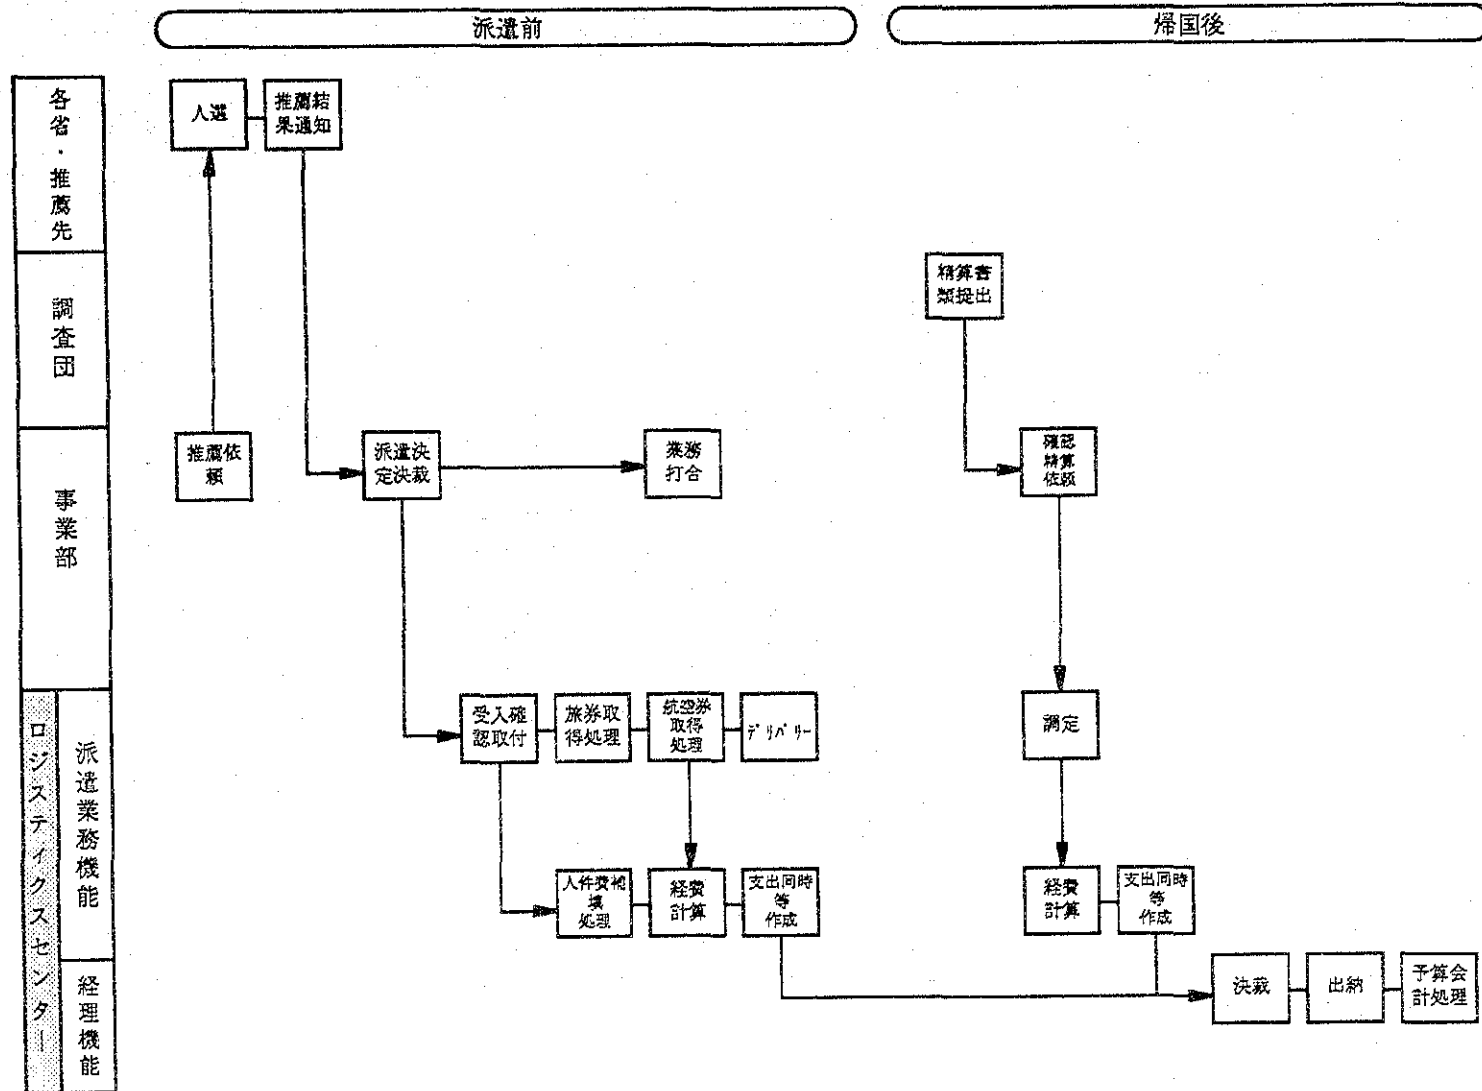 派遣前
帰国後
各省・推薦先
人選
推薦結
果通知
調査団
精算書
類提出
事業部
推薦依
頼
派遣決
定決裁
業務
打合
確認
精算
依頼
ロジスティクスセンター
派遣業務機能
受入確
認取付
旅券取
得処理
航空券
取得
処理
デリバリー
調定
人件費補
填
処理
経費
計算
支出同時
等
作成
経費
計算
支出同時
等
作成
経理機能
決裁
出納
予算会
計処理